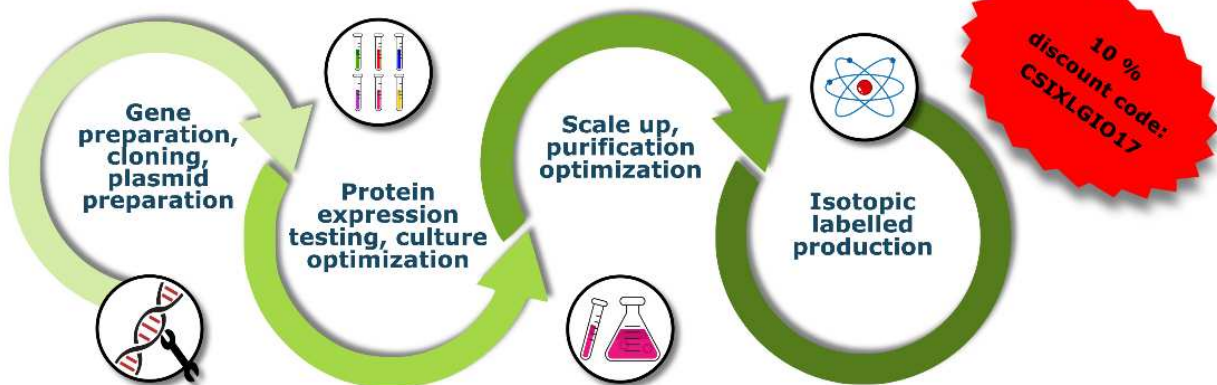 Gene
preparation,
cloning,
plasmid
preparation
Protein
expression
testing, culture
optimization
Scale up,
purification
optimization
Isotopic
labelled
production
10 %
discount code:
CSIXLGIO17